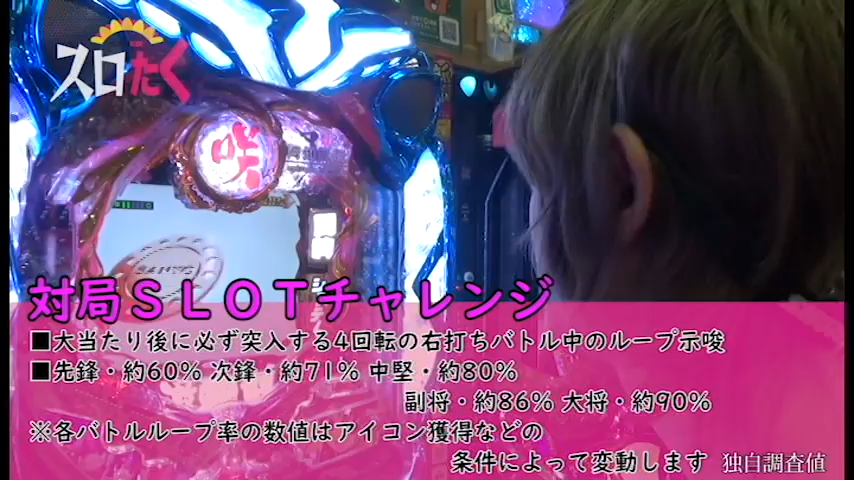 スロたく
咲
対局SLOTチャレンジ
■大当たり後に必ず突入する4回転の右打ちバトル中のループ示唆
■先鋒・約60% 次鋒・約71% 中堅・約80%
副将・約86% 大将・約90%
※各バトルループ率の数値はアイコン獲得などの
条件によって変動します 独自調査値